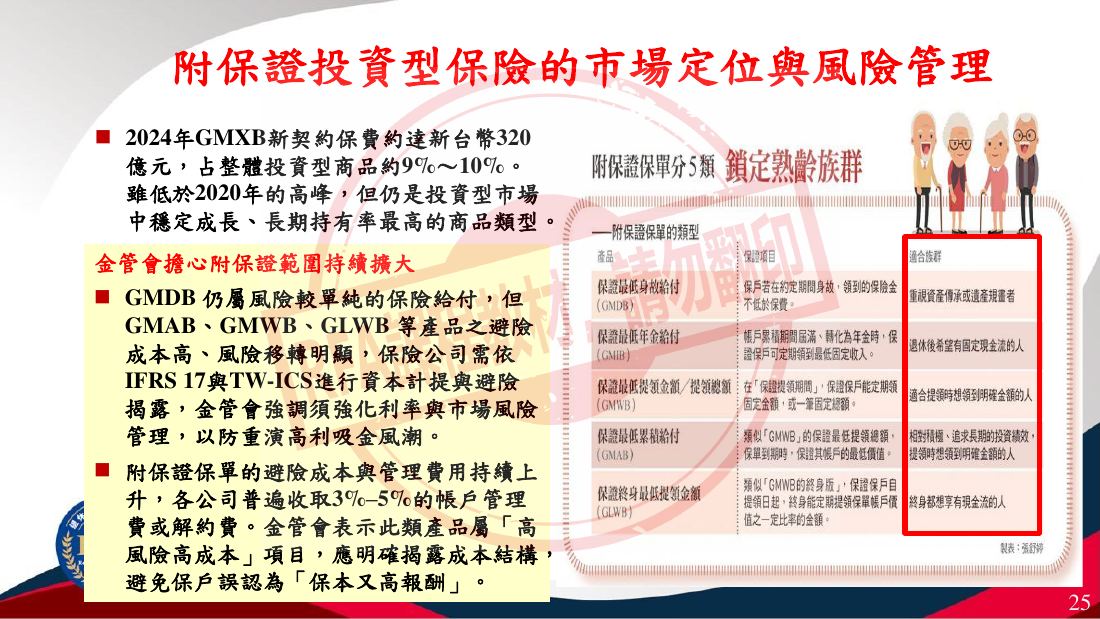 附保證投資型保險的市場定位與風險管理
2024年GMXB新契約保費約達新台幣320
億元，占整體投資型商品約9%～10%。
雖低於2020年的高峰，但仍是投資型市場
中穩定成長、長期持有率最高的商品類型。
金管會擔心附保證範圍持續擴大
GMDB 仍屬風險較單純的保險給付，但
GMAB、GMWB、GLWB 等產品之避險
成本高、風險移轉明顯，保險公司需依
IFRS 17與TW-ICS進行資本計提與避險
揭露，金管會強調須強化利率與市場風險
管理，以防重演高利吸金風潮。
附保證保單的避險成本與管理費用持續上
升，各公司普遍收取3%–5%的帳戶管理
費或解約費。金管會表示此類產品屬「高
風險高成本」項目，應明確揭露成本結構，
避免保戶誤認為「保本又高報酬」。
附保證保單分5類 鎖定熟齡族群
──附保證保單的類型
產品 保證項目 適合族群
保證最低身故給付
(GMDB)
保戶若在約定期間身故，領到的保險金
不低於保費。
重視資產傳承或遺產規畫者
保證最低年金給付
(GMIB)
帳戶累積期間屆滿、轉化為年金時，保
證保戶可定期領到最低固定收入。
退休後希望有固定現金流的人
保證最低提領金額／提領總額
(GMWB)
在「保證提領期間」，保證保戶能定期領
固定金額，或一筆固定總額。
適合提領時想領到明確金額的人
保證最低累積給付
(GMAB)
類似「GMWB」的保證最低提領總額，
保單到期時，保證其帳戶的最低價值。
相對積極、追求長期的投資績效，
提領時想領到明確金額的人
保證終身最低提領金額
(GLWB)
類似「GMWB的終身版」，保證保戶自
提領日起、終身能定期提領保單帳戶價
值之一定比率的金額。
終身都想享有現金流的人
製表：張舒婷
25